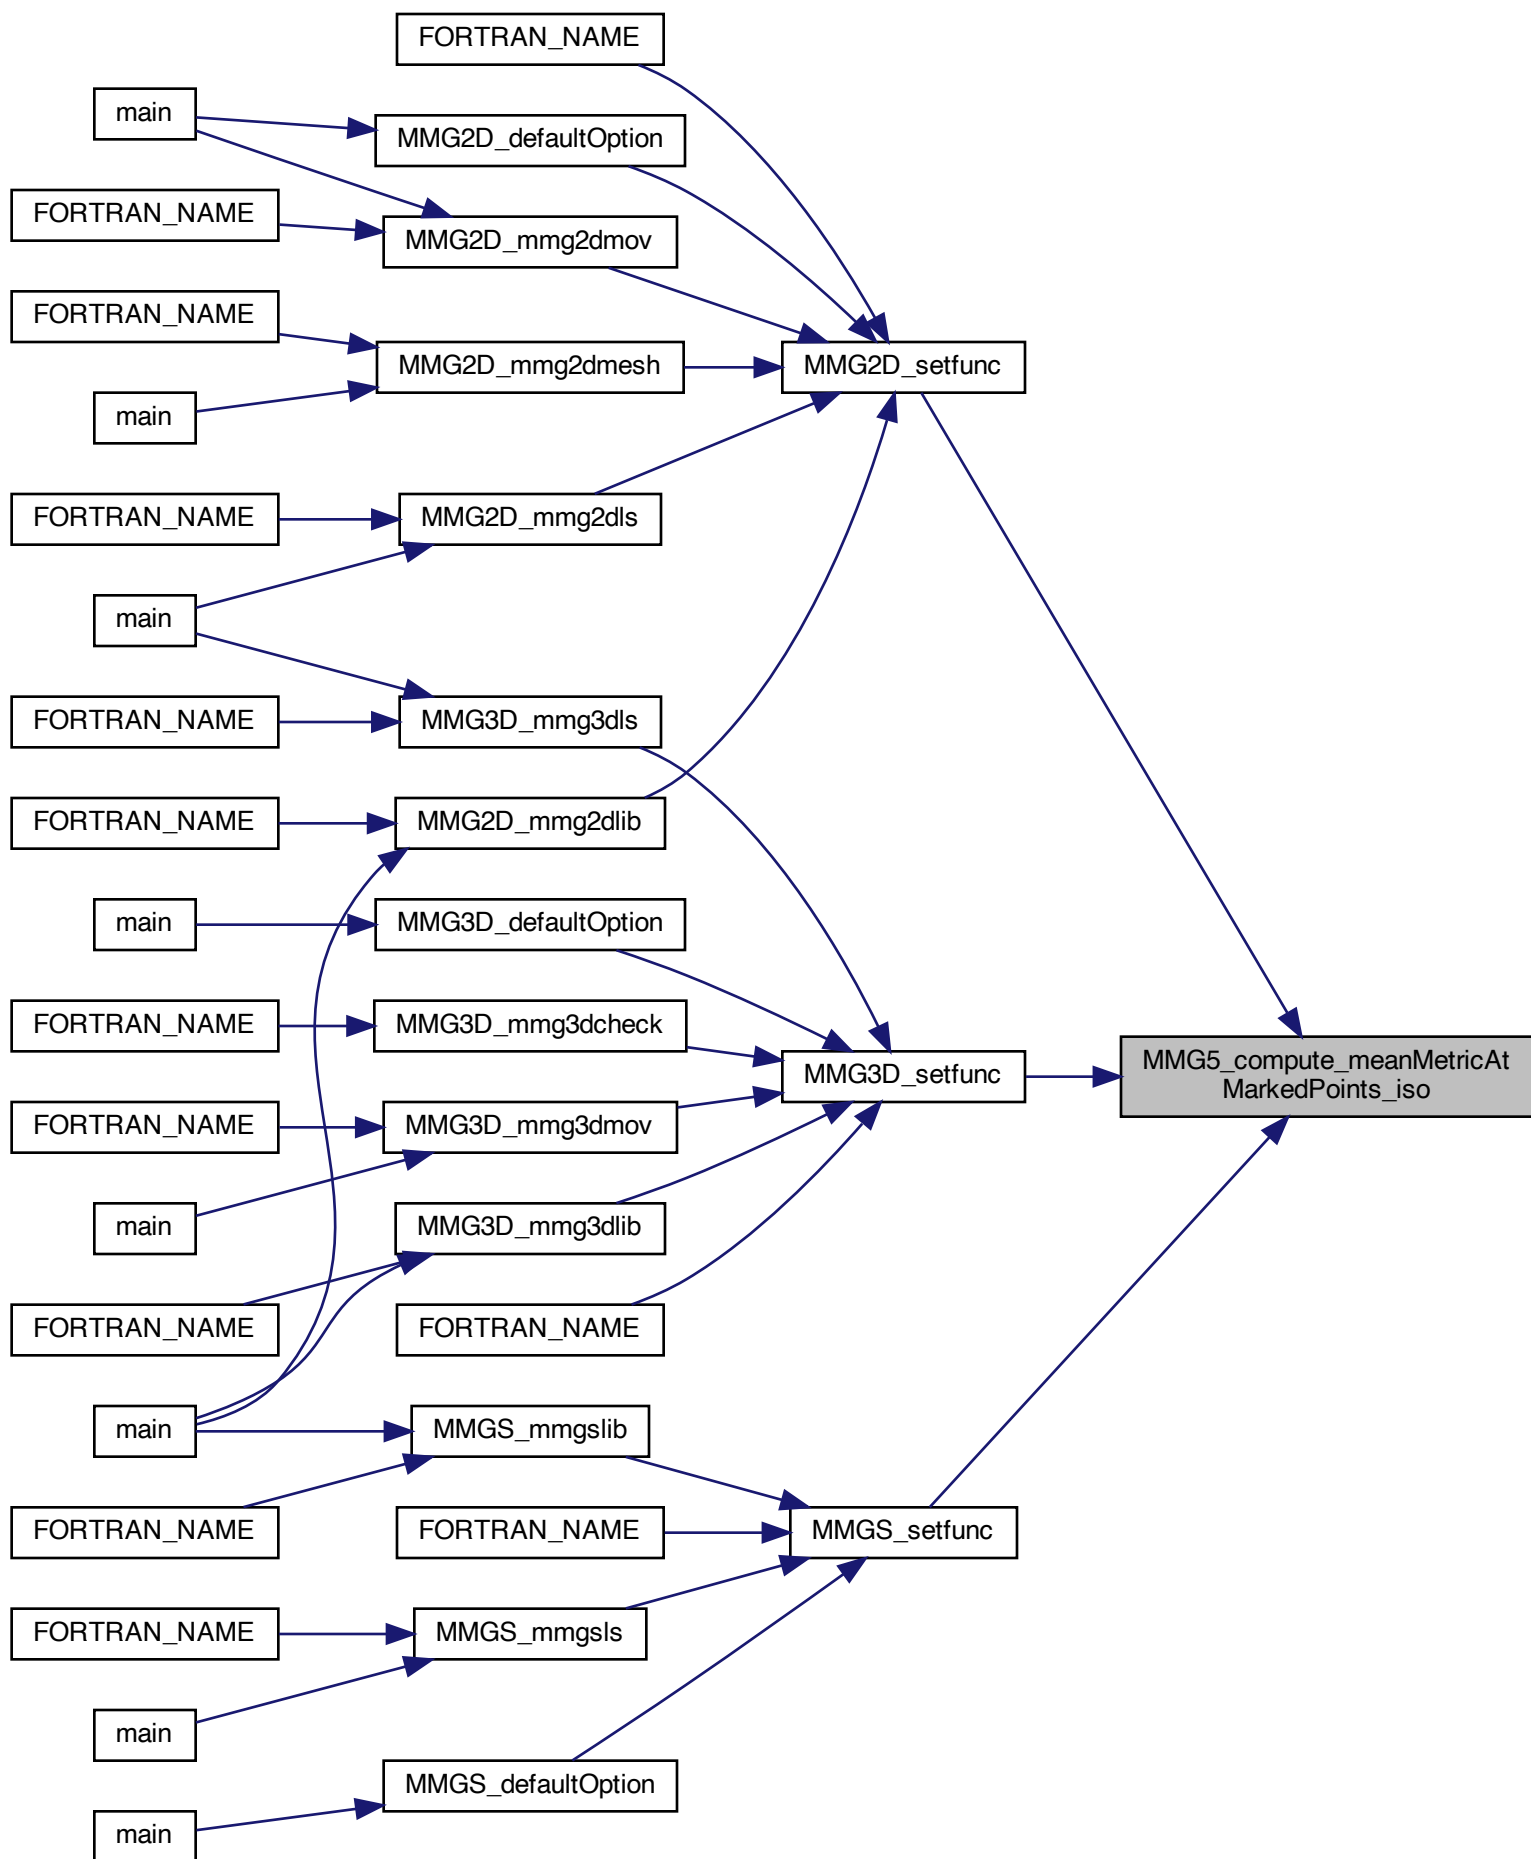 FORTRAN_NAME
main
MMG2D_defaultOption
FORTRAN_NAME
MMG2D_mmg2dmov
FORTRAN_NAME
MMG2D_mmg2dmesh
MMG2D_setfunc
main
FORTRAN_NAME
MMG2D_mmg2dls
main
FORTRAN_NAME
MMG3D_mmg3dls
FORTRAN_NAME
MMG2D_mmg2dlib
main
MMG3D_defaultOption
FORTRAN_NAME
MMG3D_mmg3dcheck
MMG3D_setfunc
MMG5_compute_meanMetricAt
MarkedPoints_iso
FORTRAN_NAME
MMG3D_mmg3dmov
main
MMG3D_mmg3dlib
FORTRAN_NAME
FORTRAN_NAME
main
MMGS_mmgslib
FORTRAN_NAME
FORTRAN_NAME
MMGS_setfunc
FORTRAN_NAME
MMGS_mmgsls
main
MMGS_defaultOption
main